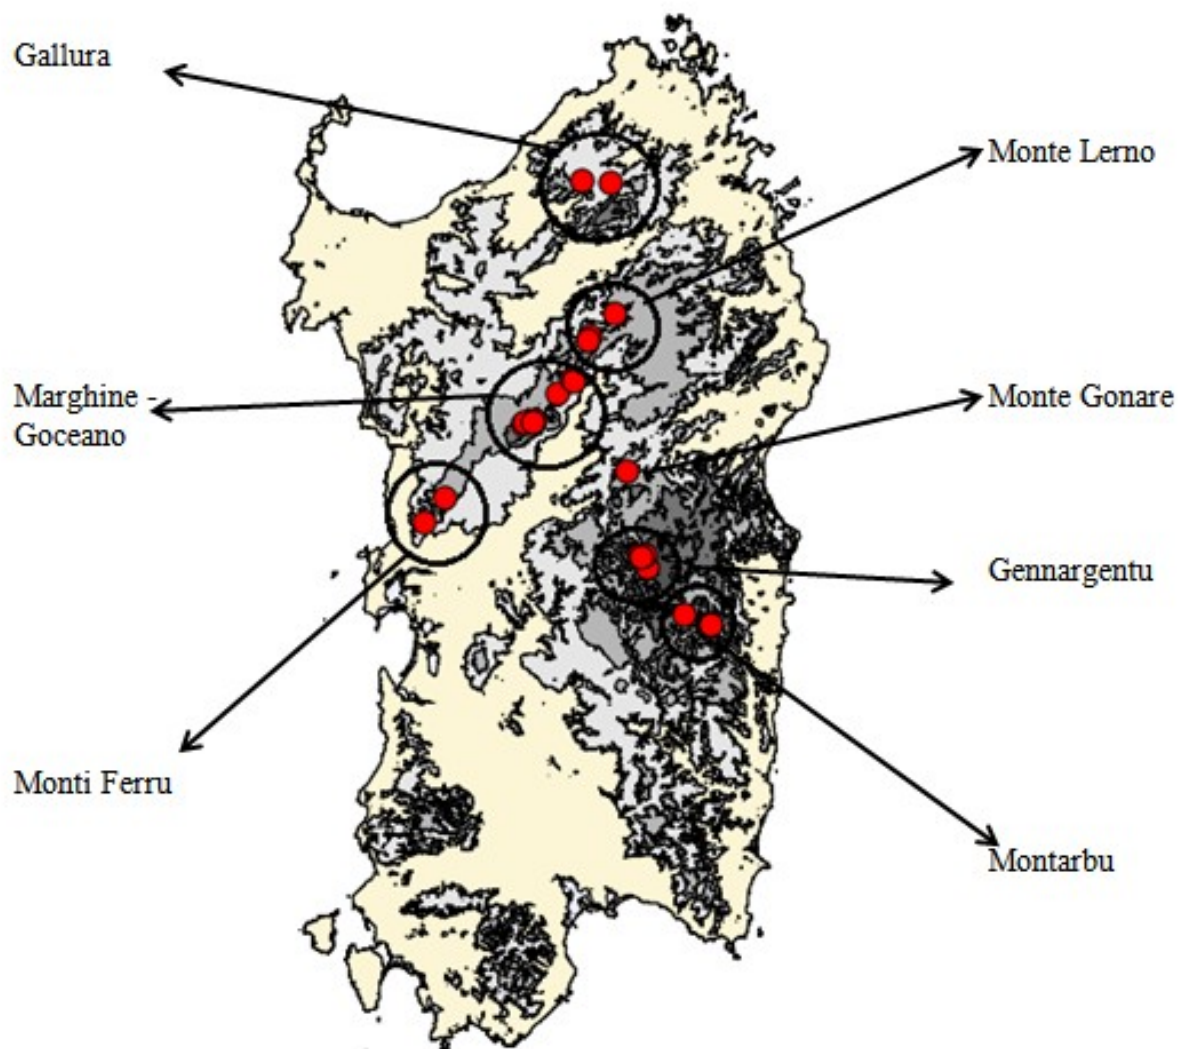 Gallura
Monte Lerno
Marghine -
Goceano
Monte Gonare
Gennargentu
Monti Ferru
Montarbu